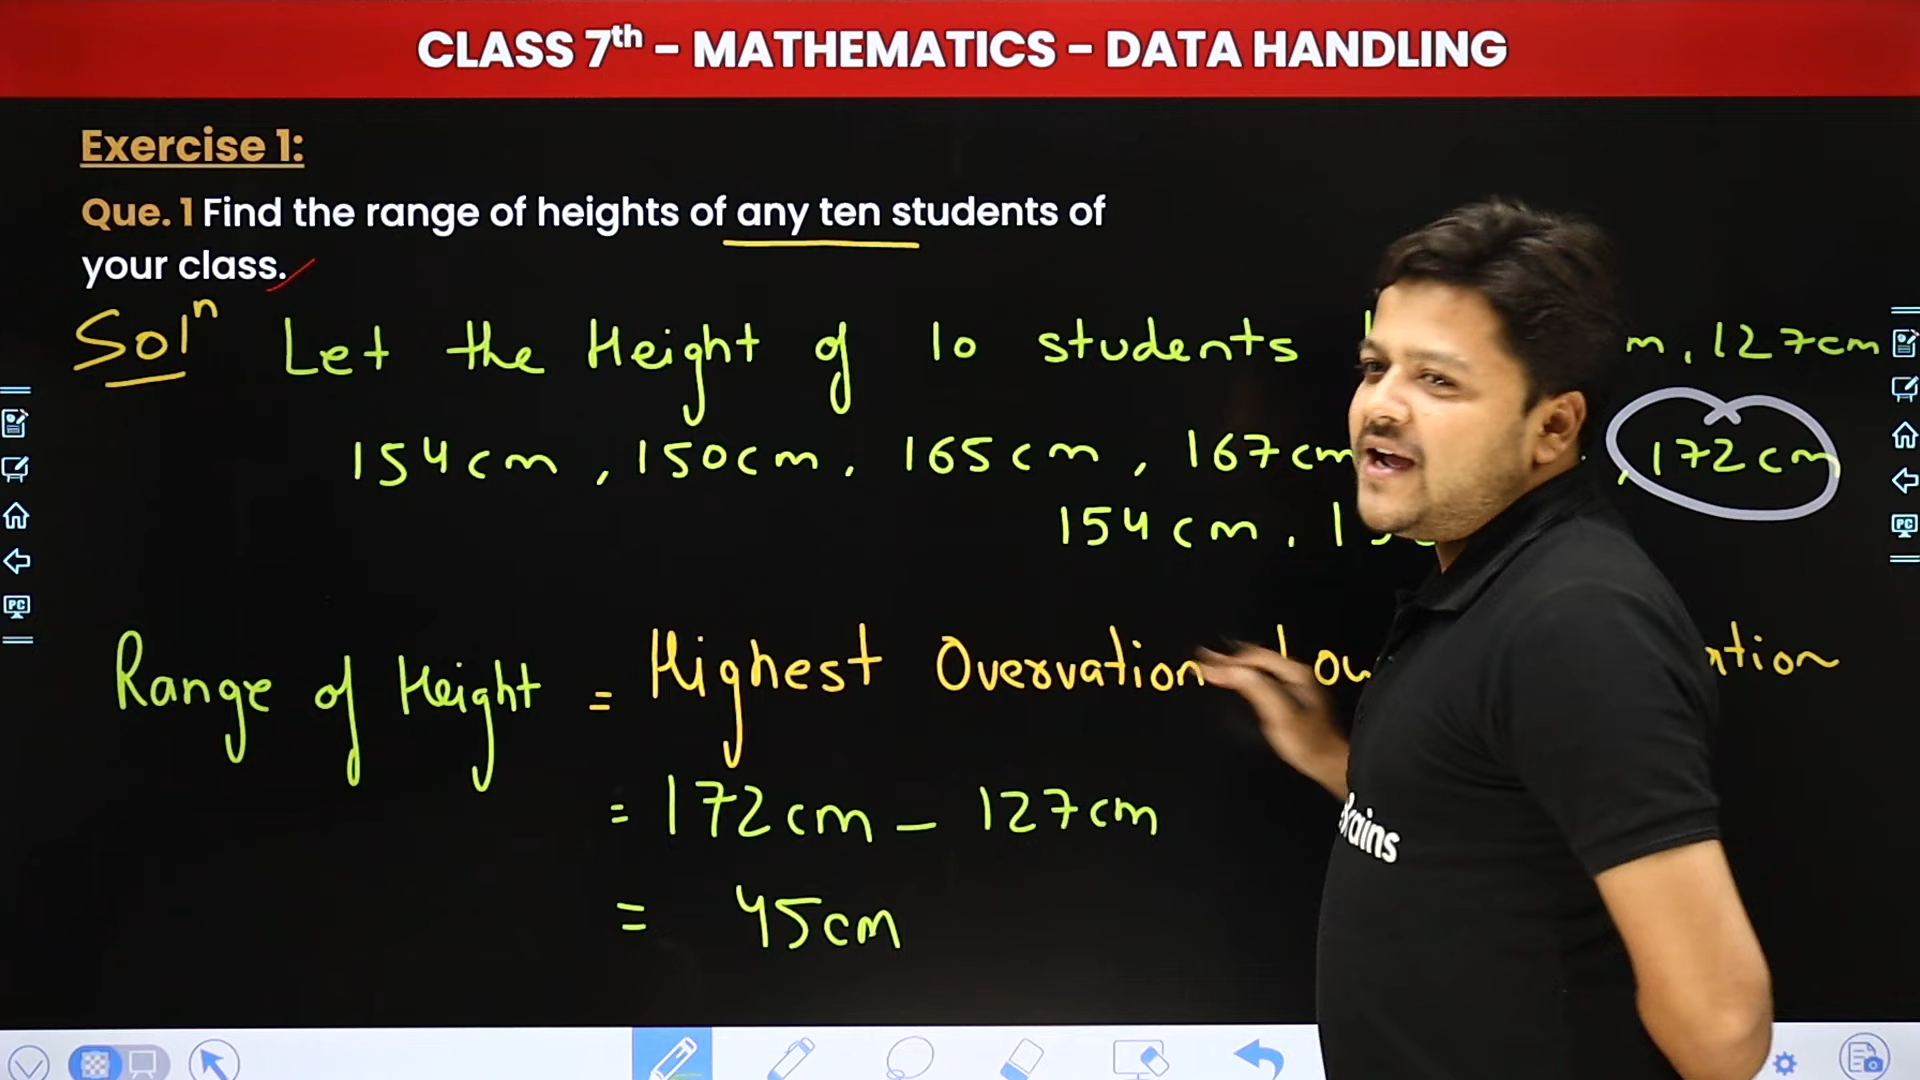 CLASS 7th - MATHEMATICS - DATA HANDLING
Exercise 1:
Que. 1 Find the range of heights of any ten students of
your class.
Solⁿ Let the Height of 10 students m, 127cm
154cm, 150cm, 165cm, 167cm , 172cm
154cm,
Range of Height = Highest Overvation
= 172cm - 127cm
= 45cm
PC
PC